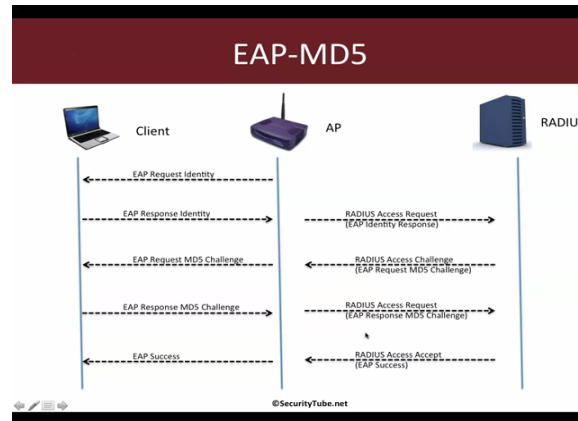 EAP-MD5
Client
AP
RADIU
EAP Request Identity
EAP Response Identity
RADIUS Access Request
(EAP Identity Response)
EAP Request MD5 Challenge
RADIUS Access Challenge
(EAP Request MD5 Challenge)
EAP Response MD5 Challenge
RADIUS Access Request
(EAP Response MD5 Challenge)
EAP Success
RADIUS Access Accept
(EAP Success)
©SecurityTube.net